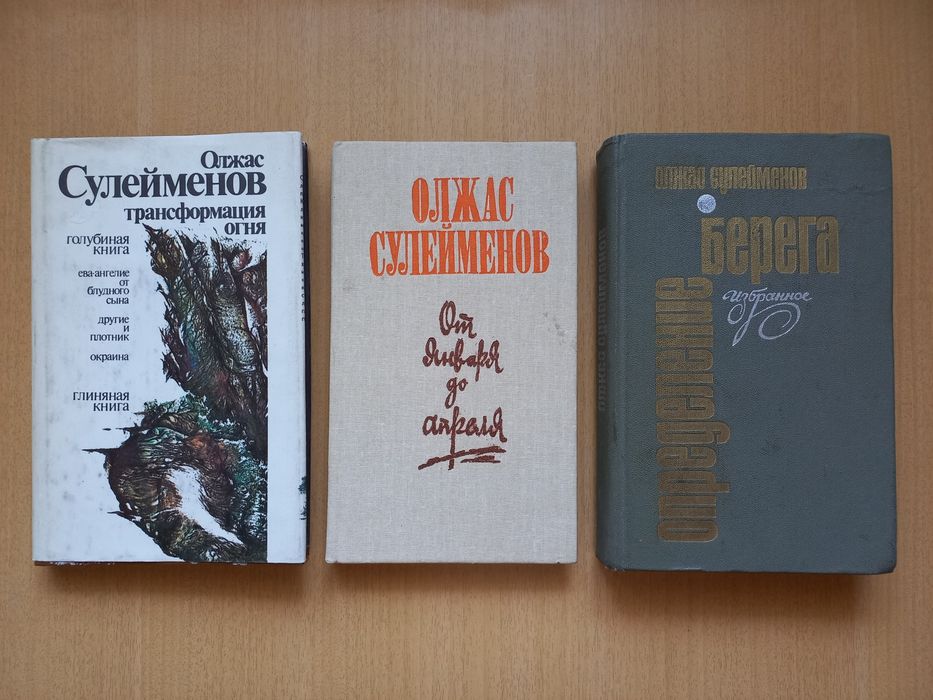 Олжас
Сулейменов
трансформация
огня
голубиная
книга
ева-ангелие
от
блудного
сына
другие
и
плотник
окраина
глиняная
книга
ОЛЖАС
СУЛЕЙМЕНОВ
От
января
до
апреля
олжас сулейменов
определение
берега
избранное